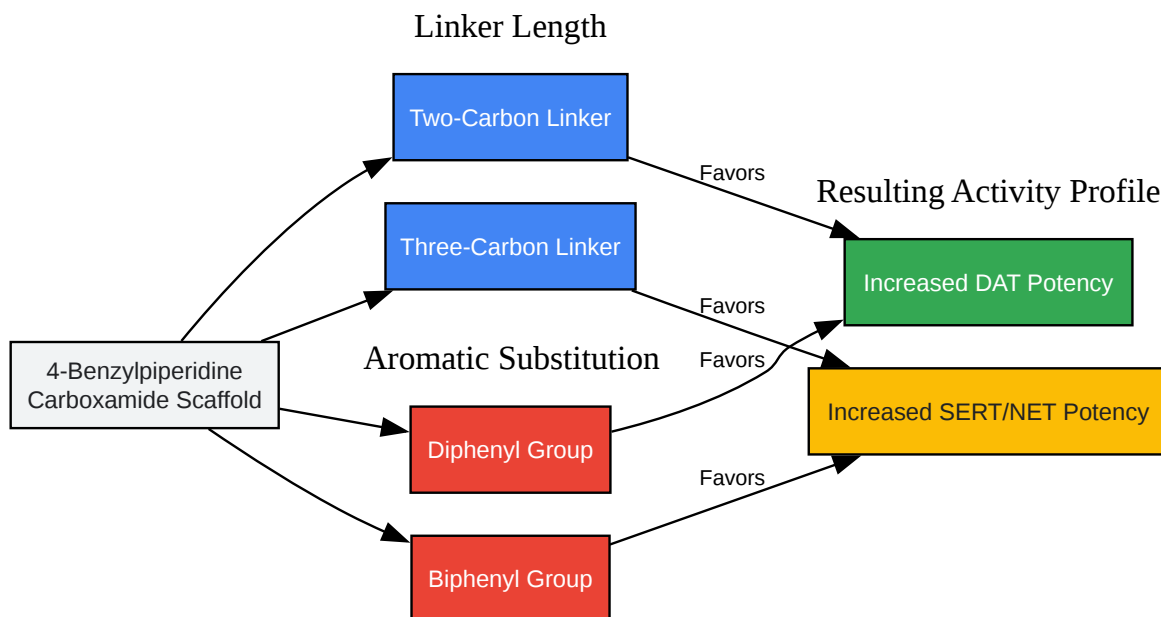 Linker Length
Two-Carbon Linker
Favors
Resulting Activity Profile
Three-Carbon Linker
Increased DAT Potency
Favors
Aromatic Substitution
Favors
4-Benzylpiperidine
Carboxamide Scaffold
Increased SERT/NET Potency
Diphenyl Group
Favors
Biphenyl Group